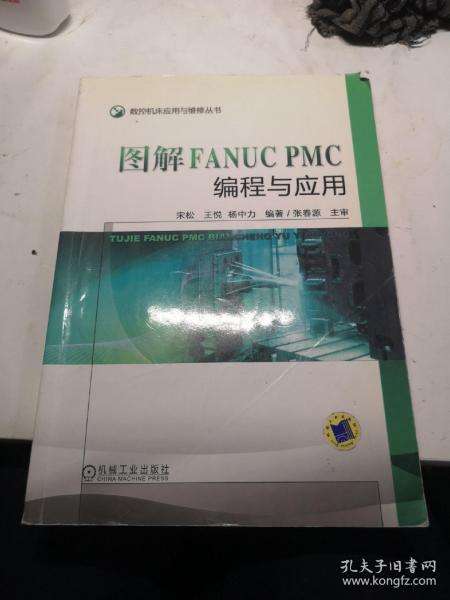 数控机床应用与维修丛书
图解FANUC PMC
编程与应用
宋松 王悦 杨中力 编著/张春源 主审
TUJIE FANUC PMC BIANCHENG YU
机械工业出版社
CHINA MACHINE PRESS
孔夫子旧书网
www.kongfz.com